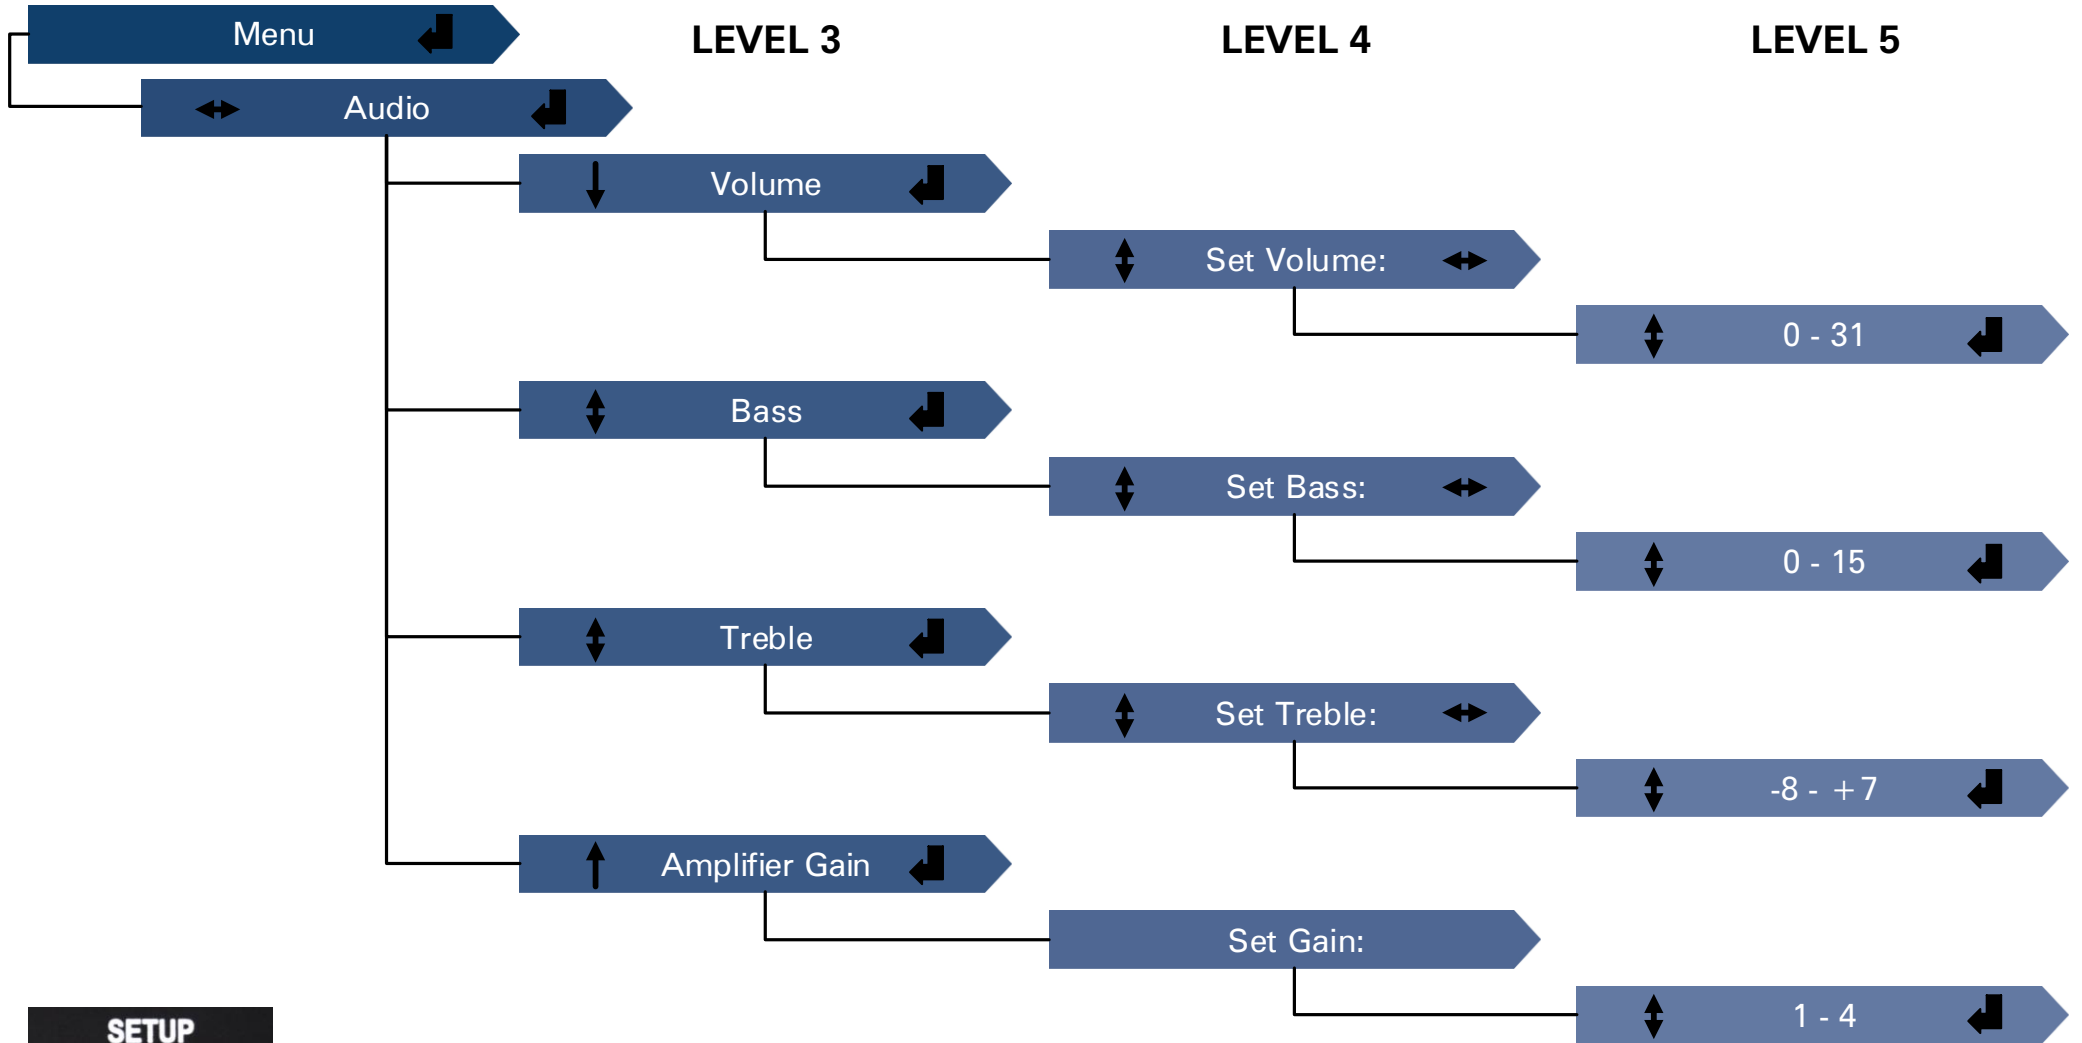 Menu
LEVEL 3
LEVEL 4
LEVEL 5
Audio
Volume
Set Volume:
0 - 31
Bass
Set Bass:
0 - 15
Treble
Set Treble:
-8 - +7
Amplifier Gain
Set Gain:
1 - 4
SETUP